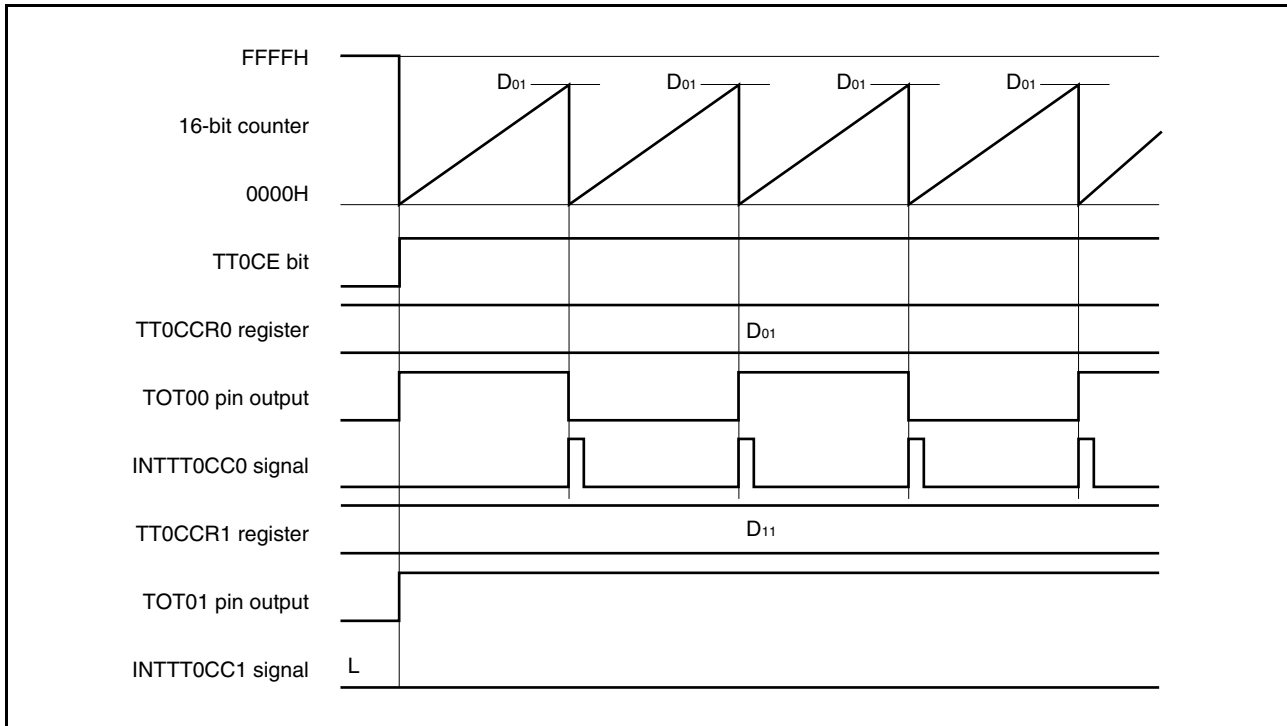 FFFFH
D01 D01 D01 D01
16-bit counter
0000H
TT0CE bit
TT0CCR0 register D01
TOT00 pin output
INTTT0CC0 signal
TT0CCR1 register D11
TOT01 pin output
INTTT0CC1 signal L